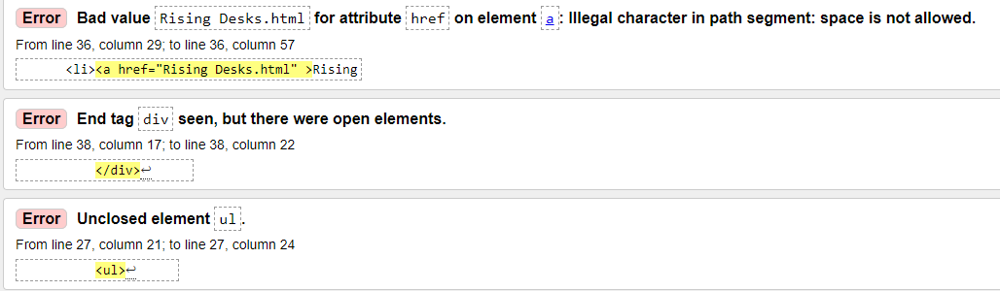 Error Bad value Rising Desks.html for attribute href on element a: Illegal character in path segment: space is not allowed.
From line 36, column 29; to line 36, column 57
<li><a href="Rising Desks.html" >Rising
Error End tag div seen, but there were open elements.
From line 38, column 17; to line 38, column 22
</div>↩
Error Unclosed element ul.
From line 27, column 21; to line 27, column 24
<ul>↩